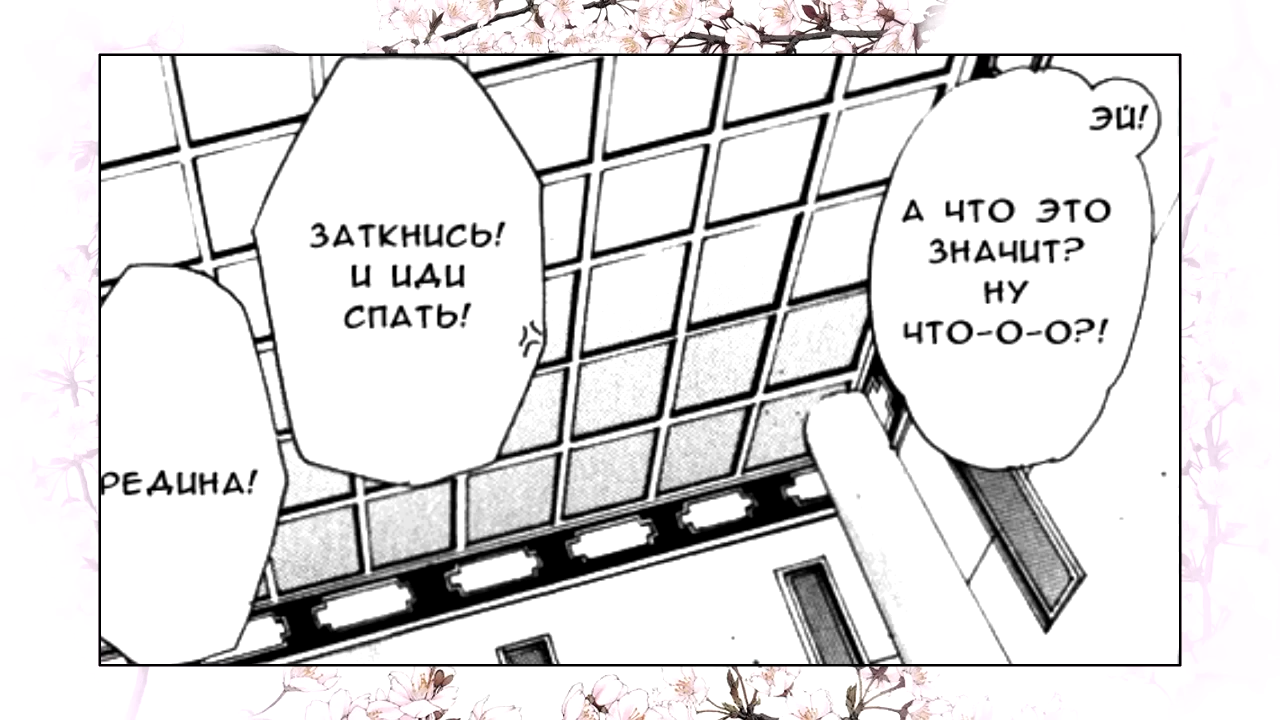 ЭЙ!
А ЧТО ЭТО
ЗНАЧИТ?
НУ
ЧТО-О-О?!
ЗАТКНИСЬ!
И ИДИ
СПАТЬ!
РЕДИНА!